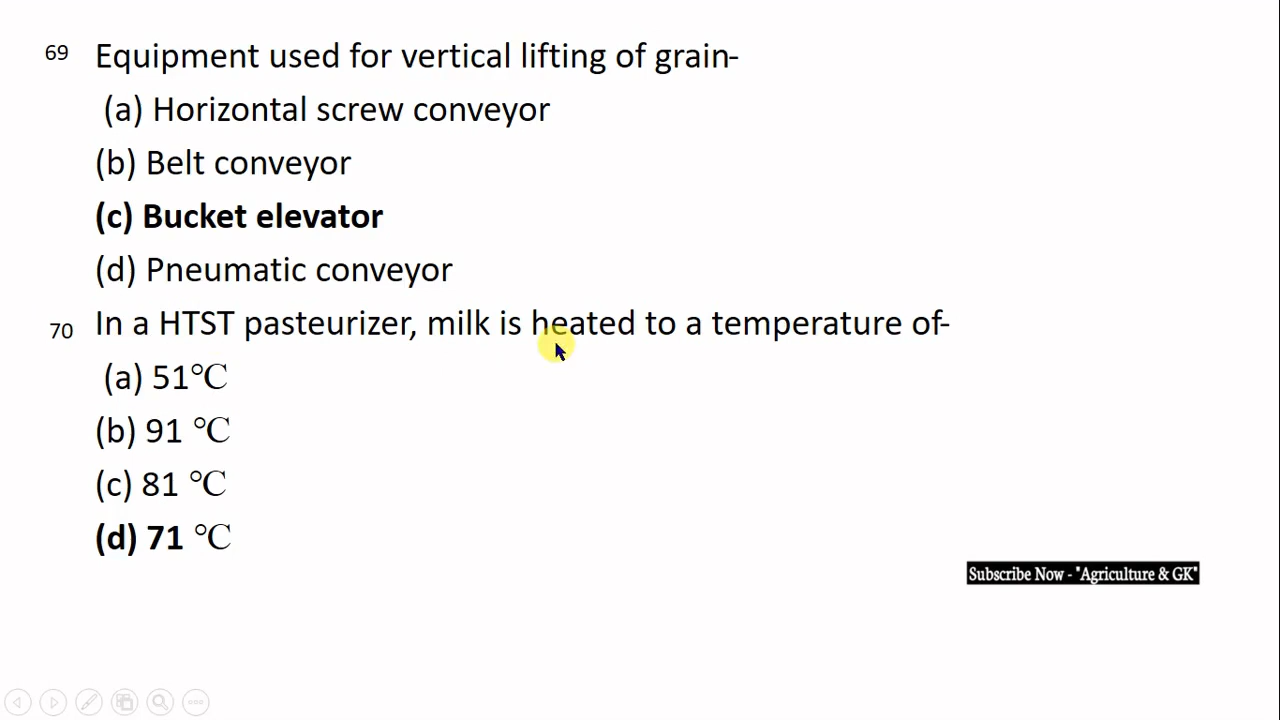 69 Equipment used for vertical lifting of grain-
(a) Horizontal screw conveyor
(b) Belt conveyor
(c) Bucket elevator
(d) Pneumatic conveyor
70 In a HTST pasteurizer, milk is heated to a temperature of-
(a) 51℃
(b) 91 ℃
(c) 81 ℃
(d) 71 ℃
Subscribe Now - "Agriculture & GK"